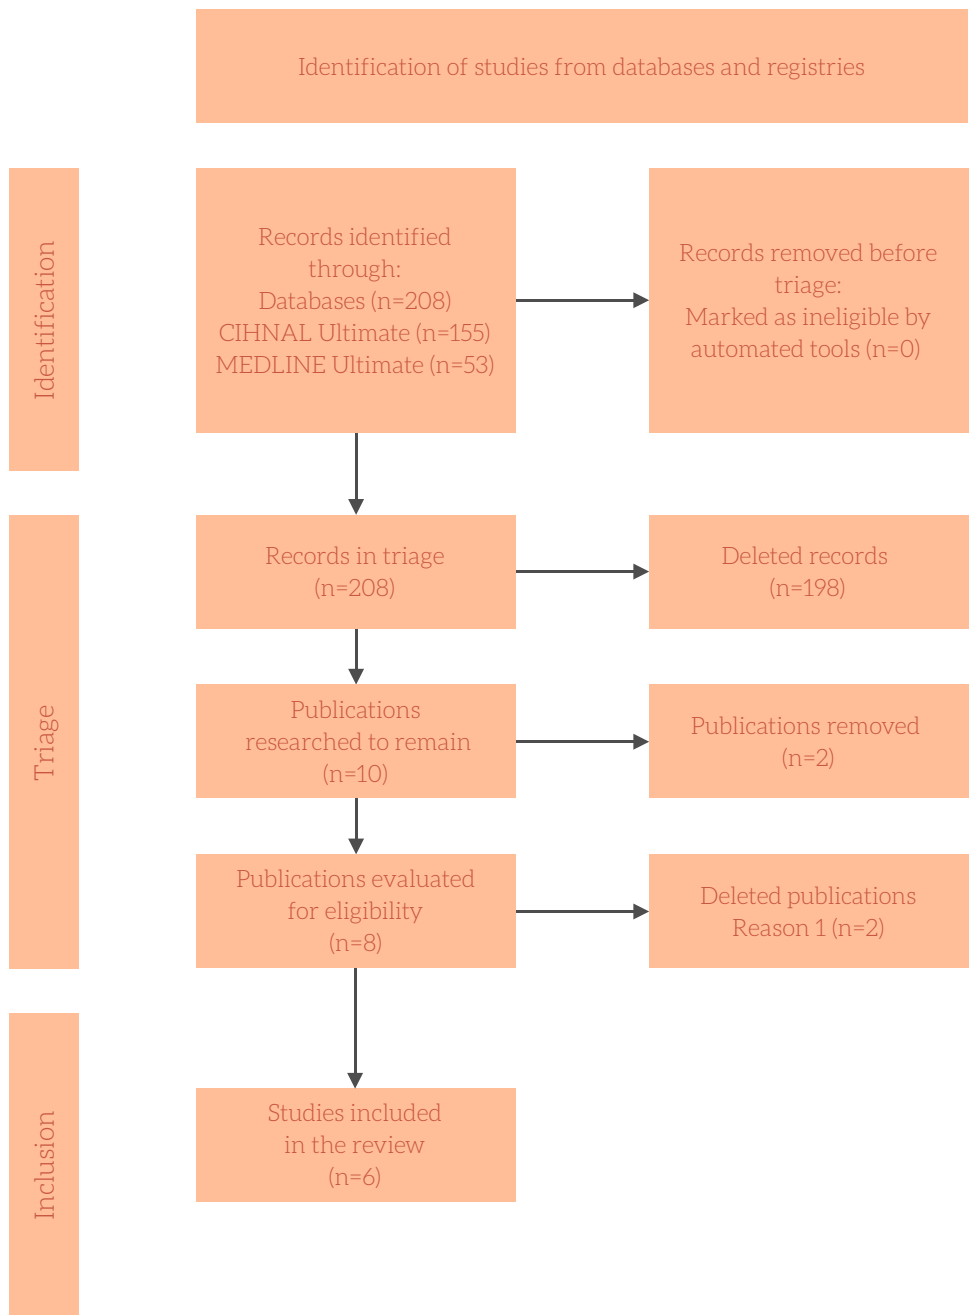 Identification of studies from databases and registries
Identification
Records identified
through:
Databases (n=208)
CIHNAL Ultimate (n=155)
MEDLINE Ultimate (n=53)
Records removed before
triage:
Marked as ineligible by
automated tools (n=0)
Triage
Records in triage
(n=208)
Deleted records
(n=198)
Publications
researched to remain
(n=10)
Publications removed
(n=2)
Publications evaluated
for eligibility
(n=8)
Deleted publications
Reason 1 (n=2)
Inclusion
Studies included
in the review
(n=6)